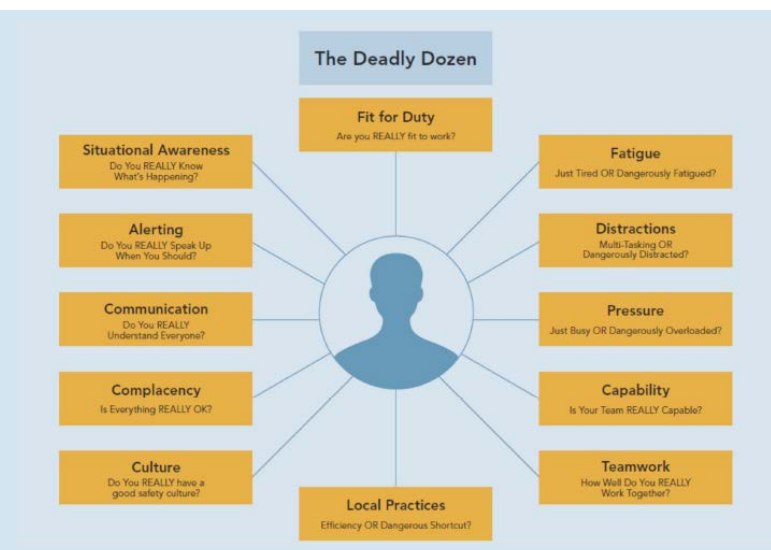 The Deadly Dozen
Fit for Duty
Are you REALLY fit to work?
Situational Awareness
Do You REALLY Know
What's Happening?
Alerting
Do You REALLY Speak Up
When You Should?
Communication
Do You REALLY
Understand Everyone?
Complacency
Is Everything REALLY OK?
Culture
Do You REALLY have a
good safety culture?
Fatigue
Just Tired OR Dangerously Fatigued?
Distractions
Multi-Tasking OR
Dangerously Distracted?
Pressure
Just Busy OR Dangerously Overloaded?
Capability
Is Your Team REALLY Capable?
Teamwork
How Well Do You REALLY
Work Together?
Local Practices
Efficiency OR Dangerous Shortcut?